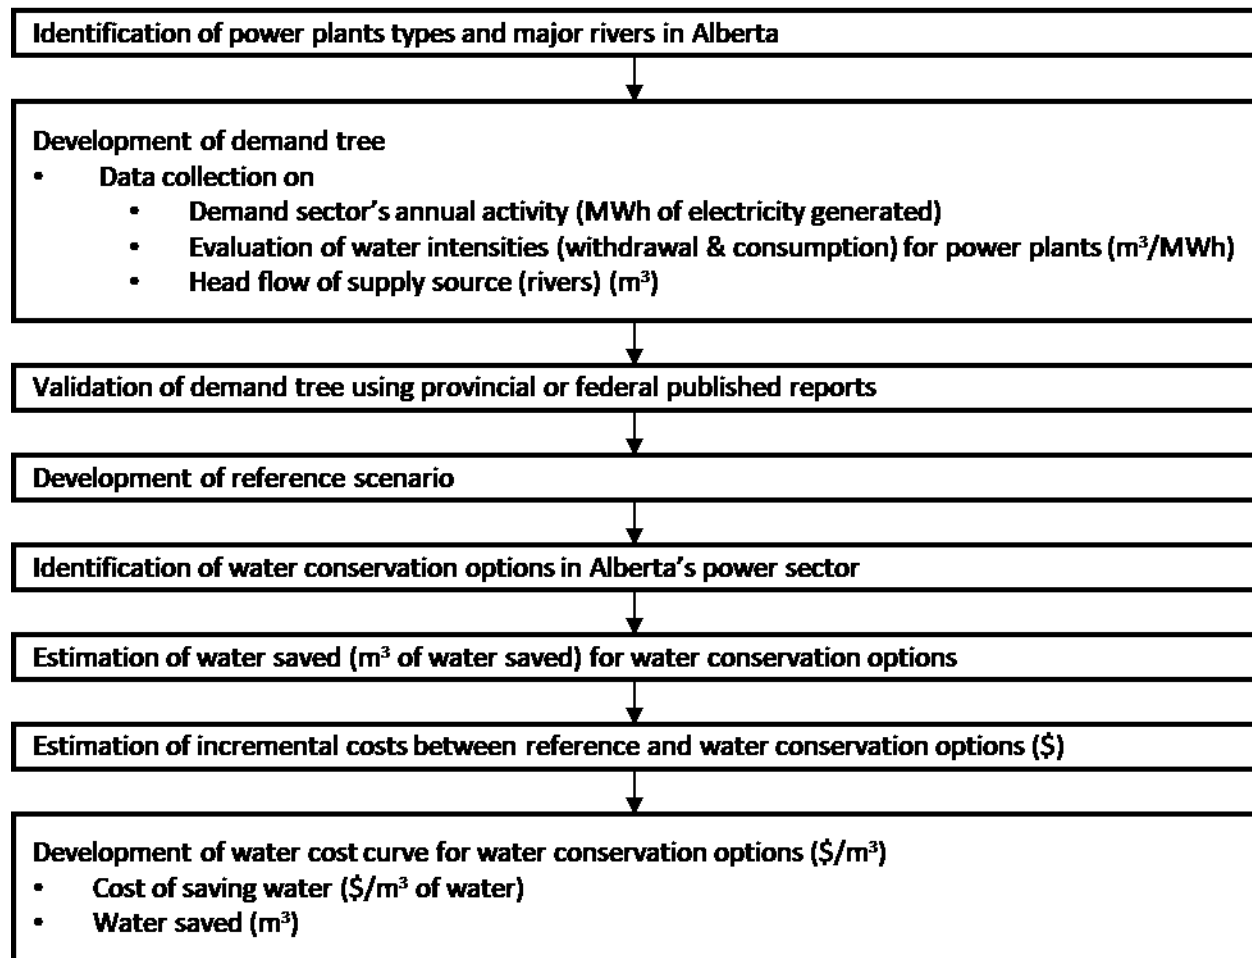 Identification of power plants types and major rivers in Alberta
Development of demand tree
• Data collection on
• Demand sector's annual activity (MWh of electricity generated)
• Evaluation of water intensities (withdrawal & consumption) for power plants (m³/MWh)
• Head flow of supply source (rivers) (m³)
Validation of demand tree using provincial or federal published reports
Development of reference scenario
Identification of water conservation options in Alberta's power sector
Estimation of water saved (m³ of water saved) for water conservation options
Estimation of incremental costs between reference and water conservation options ($)
Development of water cost curve for water conservation options ($/m³)
• Cost of saving water ($/m³ of water)
• Water saved (m³)